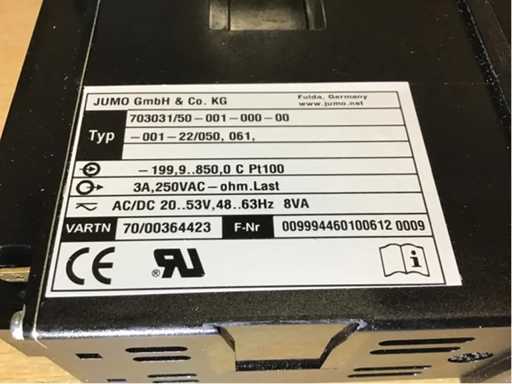 JUMO GmbH & Co. KG
Fulda, Germany
www.jumo.net
Typ
703031/50-001-000-00
-001-22/050, 061,
-199,9..850,0 C Pt100
3A,250VAC-ohm.Last
AC/DC 20..53V,48..63Hz 8VA
VARTN 70/00364423 F-Nr 009994460100612 0009
CE RU
i